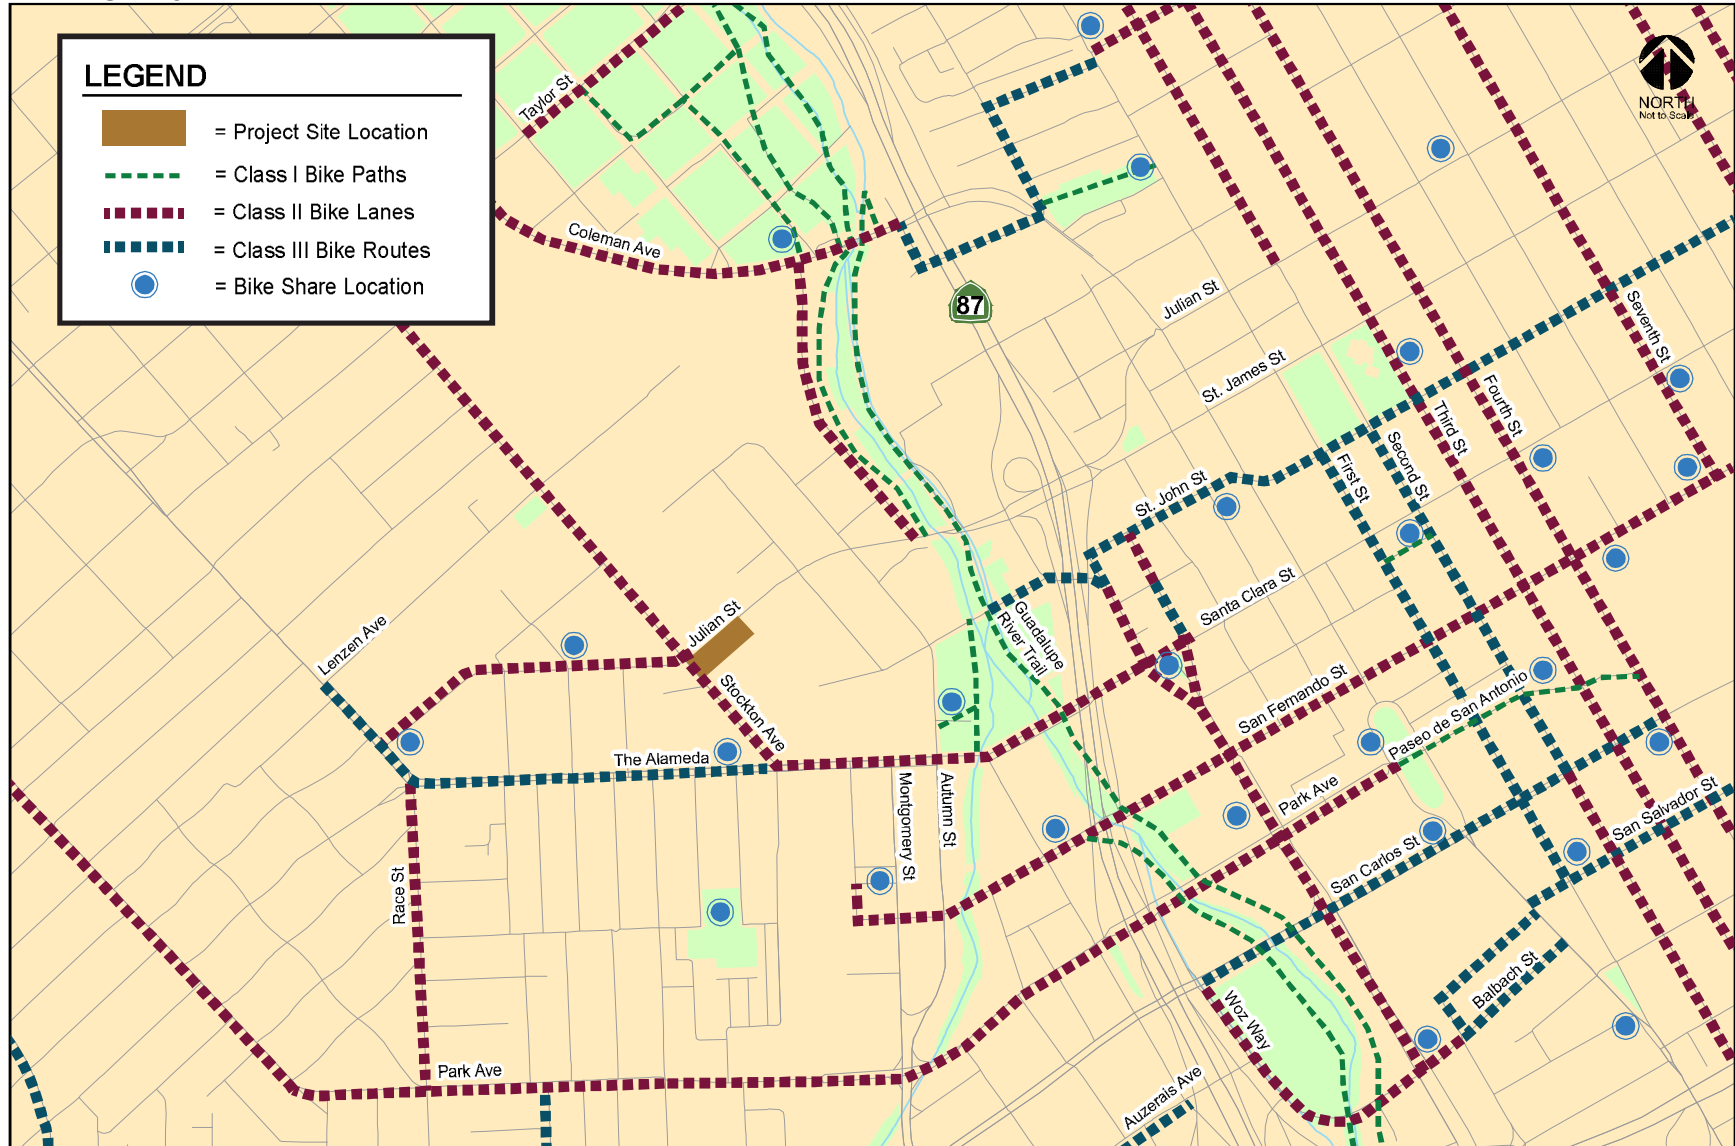 LEGEND
= Project Site Location
= Class I Bike Paths
= Class II Bike Lanes
= Class III Bike Routes
= Bike Share Location
NORTH
Not to Scale
Taylor St
Coleman Ave
87
Julian St
St. James St
Seventh St
Fourth St
Third St
Second St
First St
St. John St
Santa Clara St
Guadalupe
River Trail
Julian St
Lenzen Ave
Stockton Ave
The Alameda
San Fernando St
Paseo de San Antonio
Park Ave
Montgomery St
Autumn St
San Salvador St
San Carlos St
Race St
Balbach St
Woz Way
Park Ave
Auzerais Ave